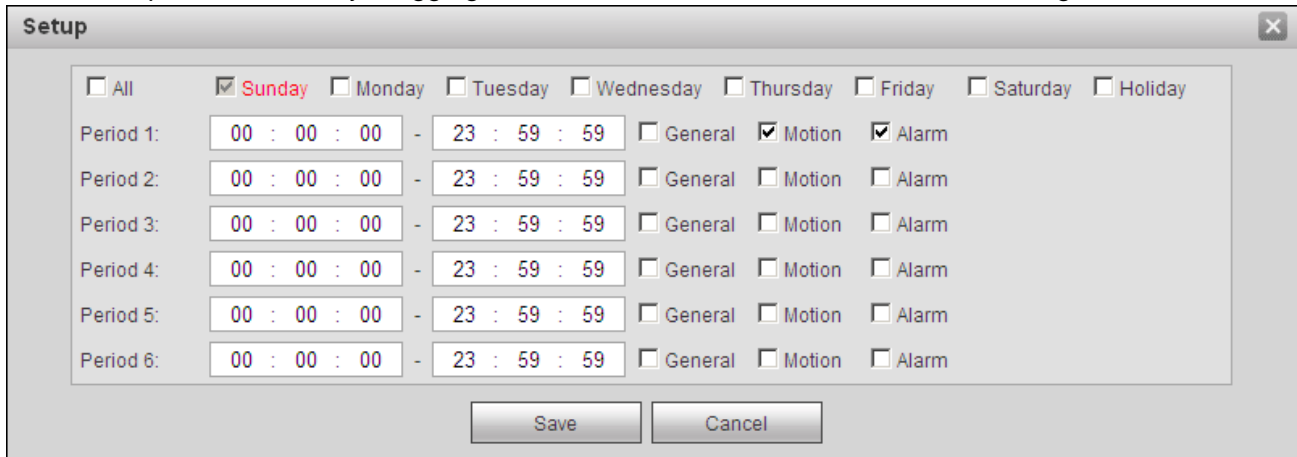 Setup
All Sunday Monday Tuesday Wednesday Thursday Friday Saturday Holiday
Period 1: 00 : 00 : 00 - 23 : 59 : 59 General Motion Alarm
Period 2: 00 : 00 : 00 - 23 : 59 : 59 General Motion Alarm
Period 3: 00 : 00 : 00 - 23 : 59 : 59 General Motion Alarm
Period 4: 00 : 00 : 00 - 23 : 59 : 59 General Motion Alarm
Period 5: 00 : 00 : 00 - 23 : 59 : 59 General Motion Alarm
Period 6: 00 : 00 : 00 - 23 : 59 : 59 General Motion Alarm
Save Cancel